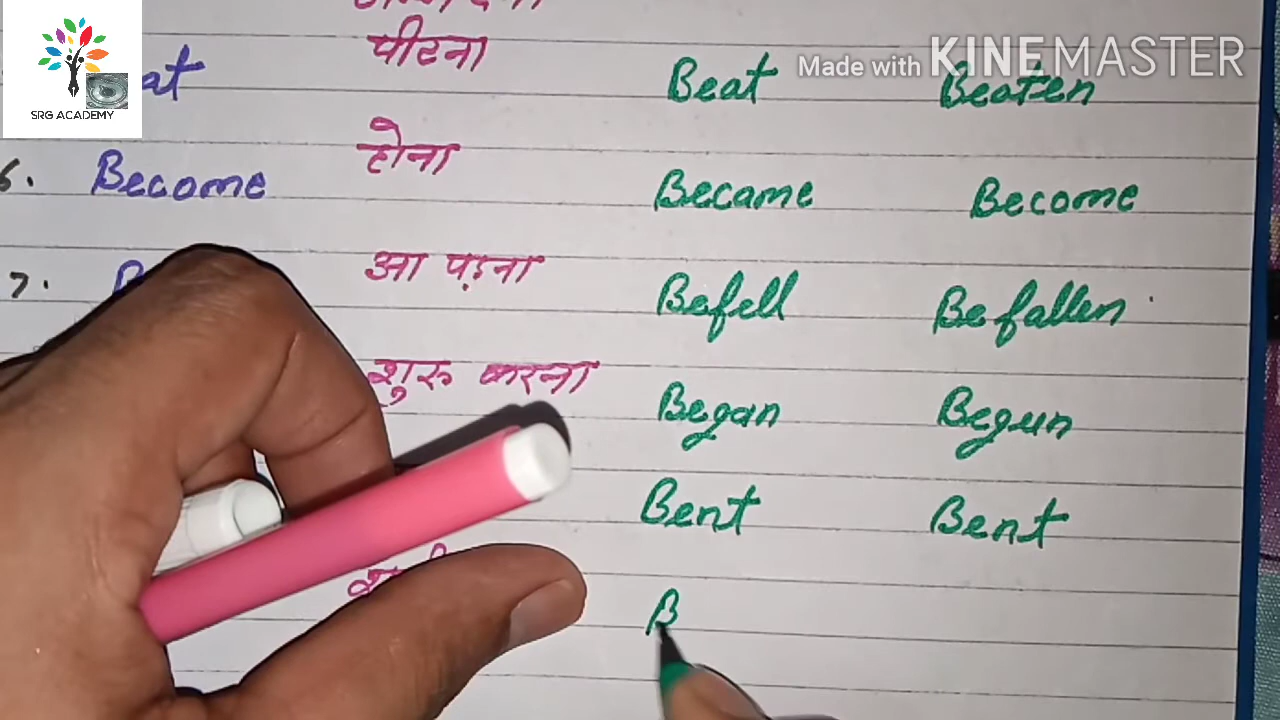 पीटना
Made with KINEMASTER
SRG ACADEMY
at Beat Beaten
6. Become होना Became Become
7. B आ पड़ना Befell Befallen
शुरू करना Began Begun
Bent Bent
B